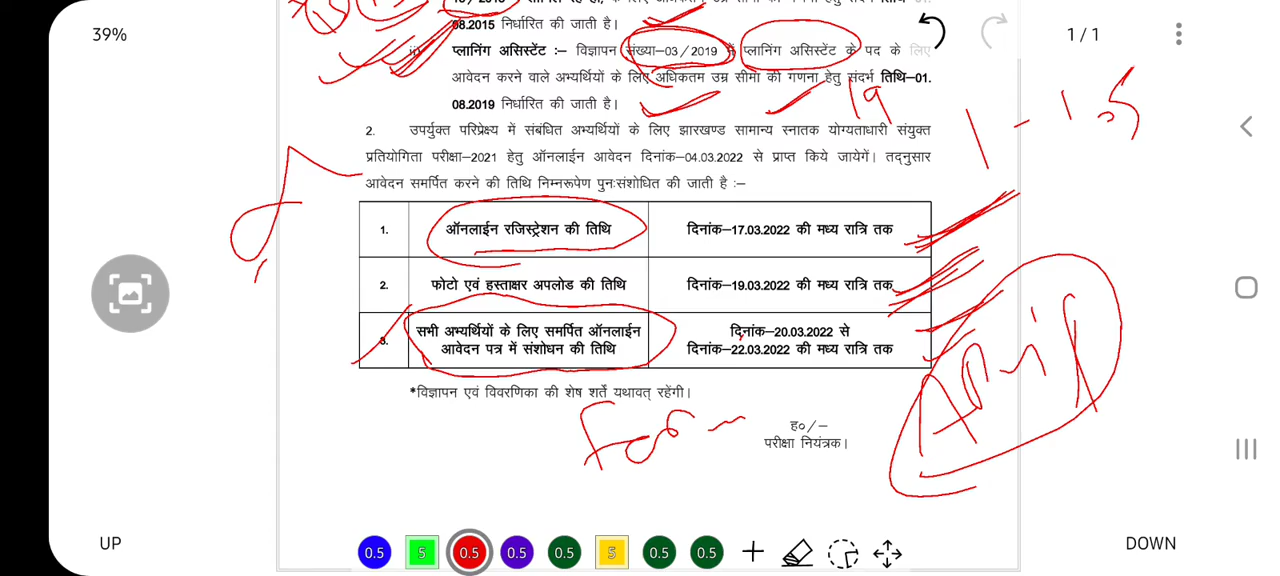 39%
1 / 1
08.2015 निर्धारित की जाती है।
ii) प्लानिंग असिस्टेंट :– विज्ञापन संख्या–03/2019 में प्लानिंग असिस्टेंट के पद के लिए
आवेदन करने वाले अभ्यर्थियों के लिए अधिकतम उम्र सीमा की गणना हेतु संदर्भ तिथि–01.
08.2019 निर्धारित की जाती है।
19
1 - 1.5
2. उपर्युक्त परिप्रेक्ष्य में संबंधित अभ्यर्थियों के लिए झारखण्ड सामान्य स्नातक योग्यताधारी संयुक्त
प्रतियोगिता परीक्षा–2021 हेतु ऑनलाईन आवेदन दिनांक–04.03.2022 से प्राप्त किये जायेगें। तद्नुसार
आवेदन समर्पित करने की तिथि निम्नरूपेण पुनःसंशोधित की जाती है :–
1. ऑनलाईन रजिस्ट्रेशन की तिथि दिनांक–17.03.2022 की मध्य रात्रि तक
2. फोटो एवं हस्ताक्षर अपलोड की तिथि दिनांक–19.03.2022 की मध्य रात्रि तक
3. सभी अभ्यर्थियों के लिए समर्पित ऑनलाईन दिनांक–20.03.2022 से
आवेदन पत्र में संशोधन की तिथि दिनांक–22.03.2022 की मध्य रात्रि तक
*विज्ञापन एवं विवरणिका की शेष शर्ते यथावत् रहेंगी।
ह०/–
परीक्षा नियंत्रक।
UP
DOWN
0.5 5 0.5 0.5 0.5 5 0.5 0.5